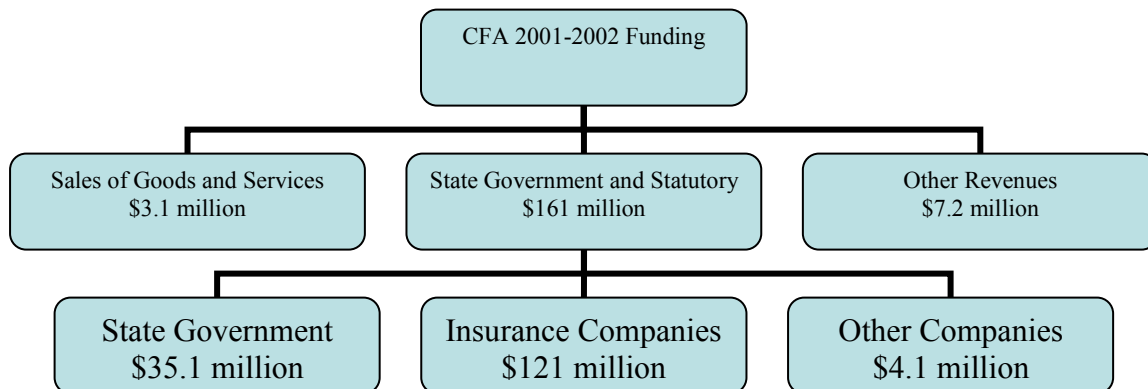 CFA 2001-2002 Funding
Sales of Goods and Services
$3.1 million
State Government and Statutory
$161 million
Other Revenues
$7.2 million
State Government
$35.1 million
Insurance Companies
$121 million
Other Companies
$4.1 million